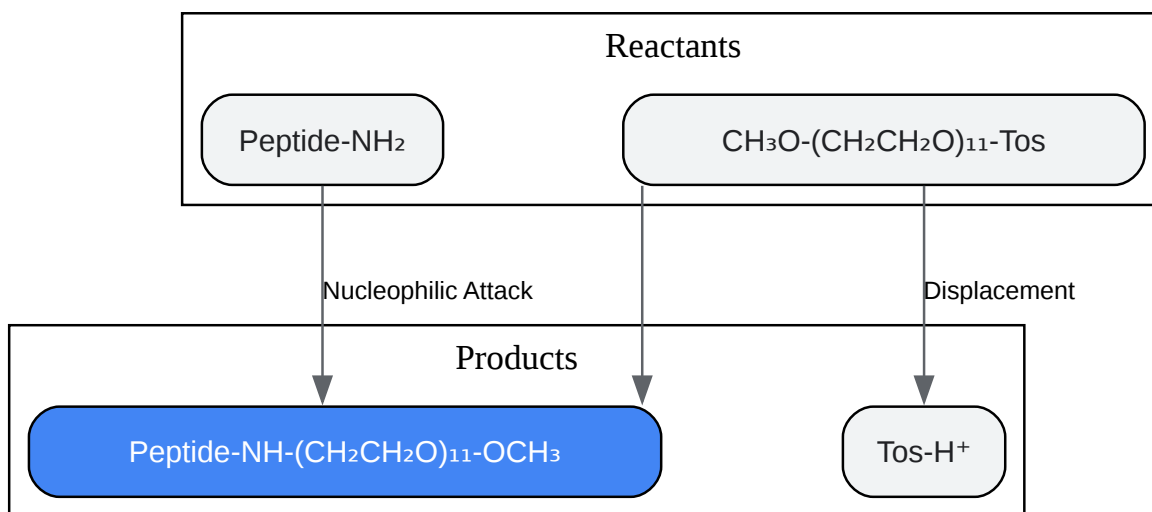 Reactants
Peptide-NH₂
CH₃O-(CH₂CH₂O)₁₁-Tos
Nucleophilic Attack
Displacement
Products
Peptide-NH-(CH₂CH₂O)₁₁-OCH₃
Tos-H⁺